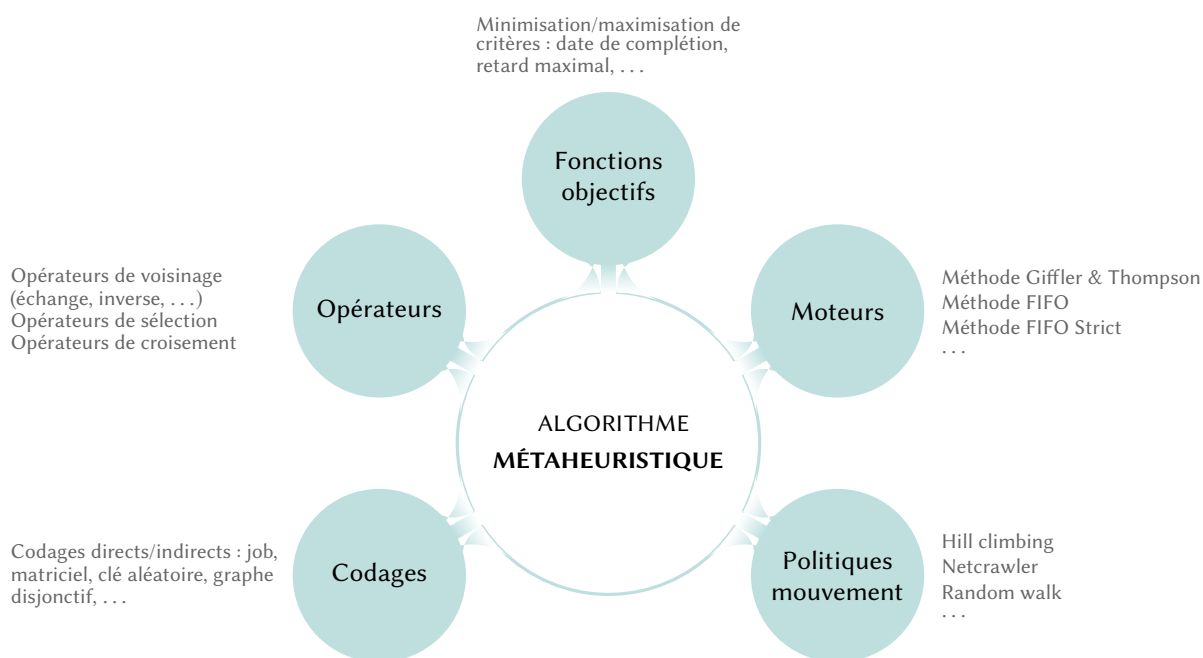 Minimisation/maximisation de
critères : date de complétion,
retard maximal, . . .
Fonctions
objectifs
Opérateurs de voisinage
(échange, inverse, . . .)
Opérateurs de sélection
Opérateurs de croisement
Opérateurs
Moteurs
Méthode Giffler & Thompson
Méthode FIFO
Méthode FIFO Strict
. . .
ALGORITHME
MÉTAHEURISTIQUE
Codages directs/indirects : job,
matriciel, clé aléatoire, graphe
disjonctif, . . .
Codages
Politiques
mouvement
Hill climbing
Netcrawler
Random walk
. . .